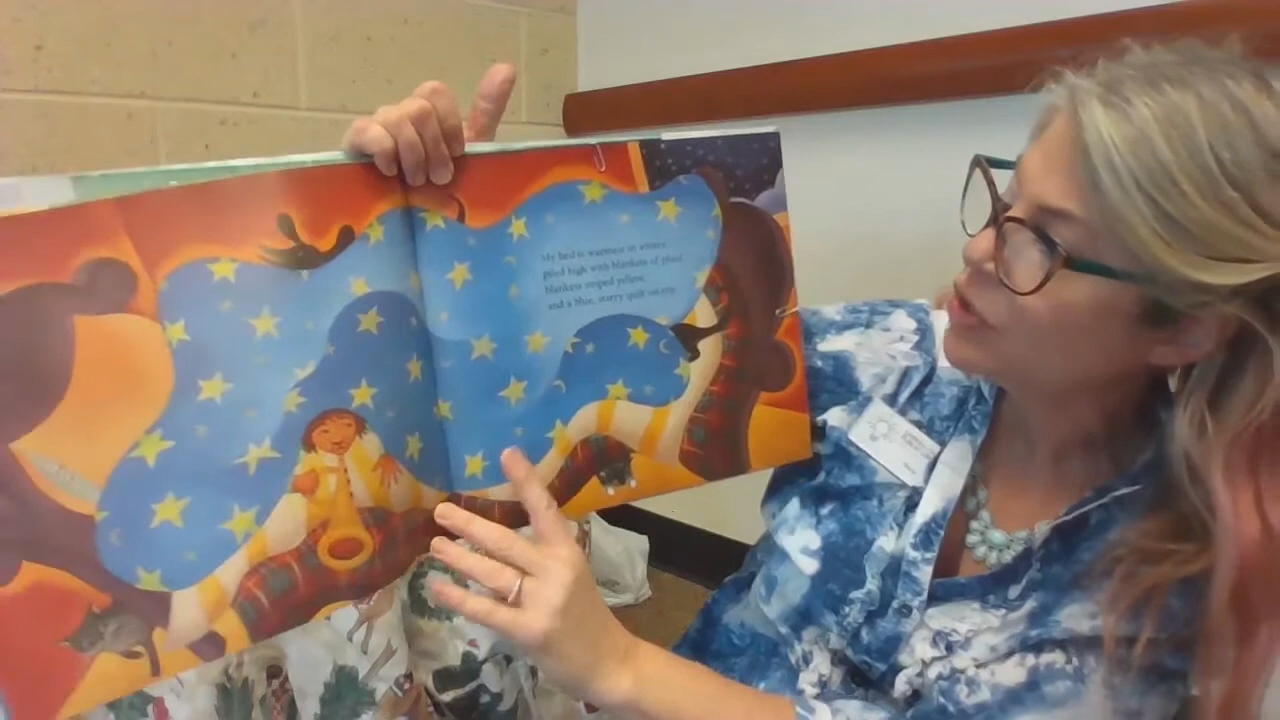 My bed is warmest in winter,
piled high with blankets of plaid,
blankets striped yellow,
and a blue, starry quilt on top.